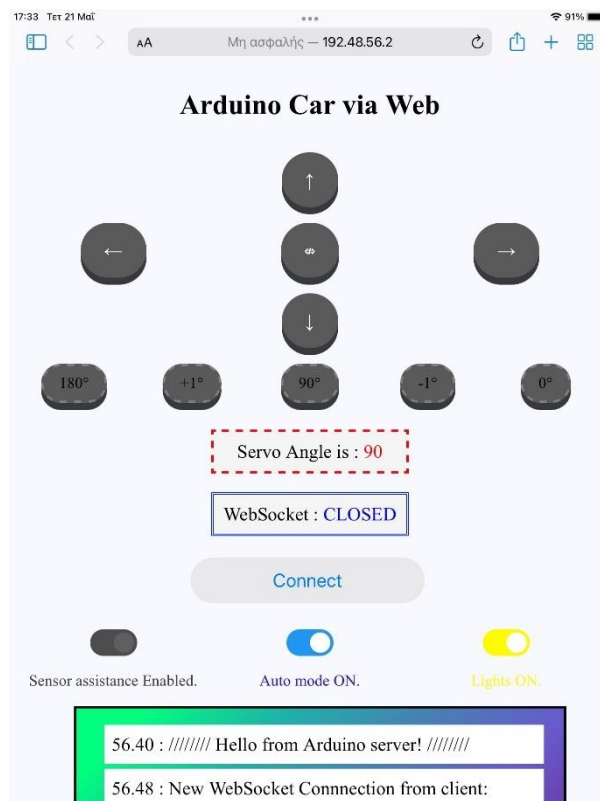 17:33 Τετ 21 Μαΐ
91%
AA Μη ασφαλής — 192.48.56.2
Arduino Car via Web
↑
← →
↓
180° +1° 90° -1° 0°
Servo Angle is : 90
WebSocket : CLOSED
Connect
Sensor assistance Enabled. Auto mode ON. Lights ON.
56.40 : //////// Hello from Arduino server! ////////
56.48 : New WebSocket Connnection from client: